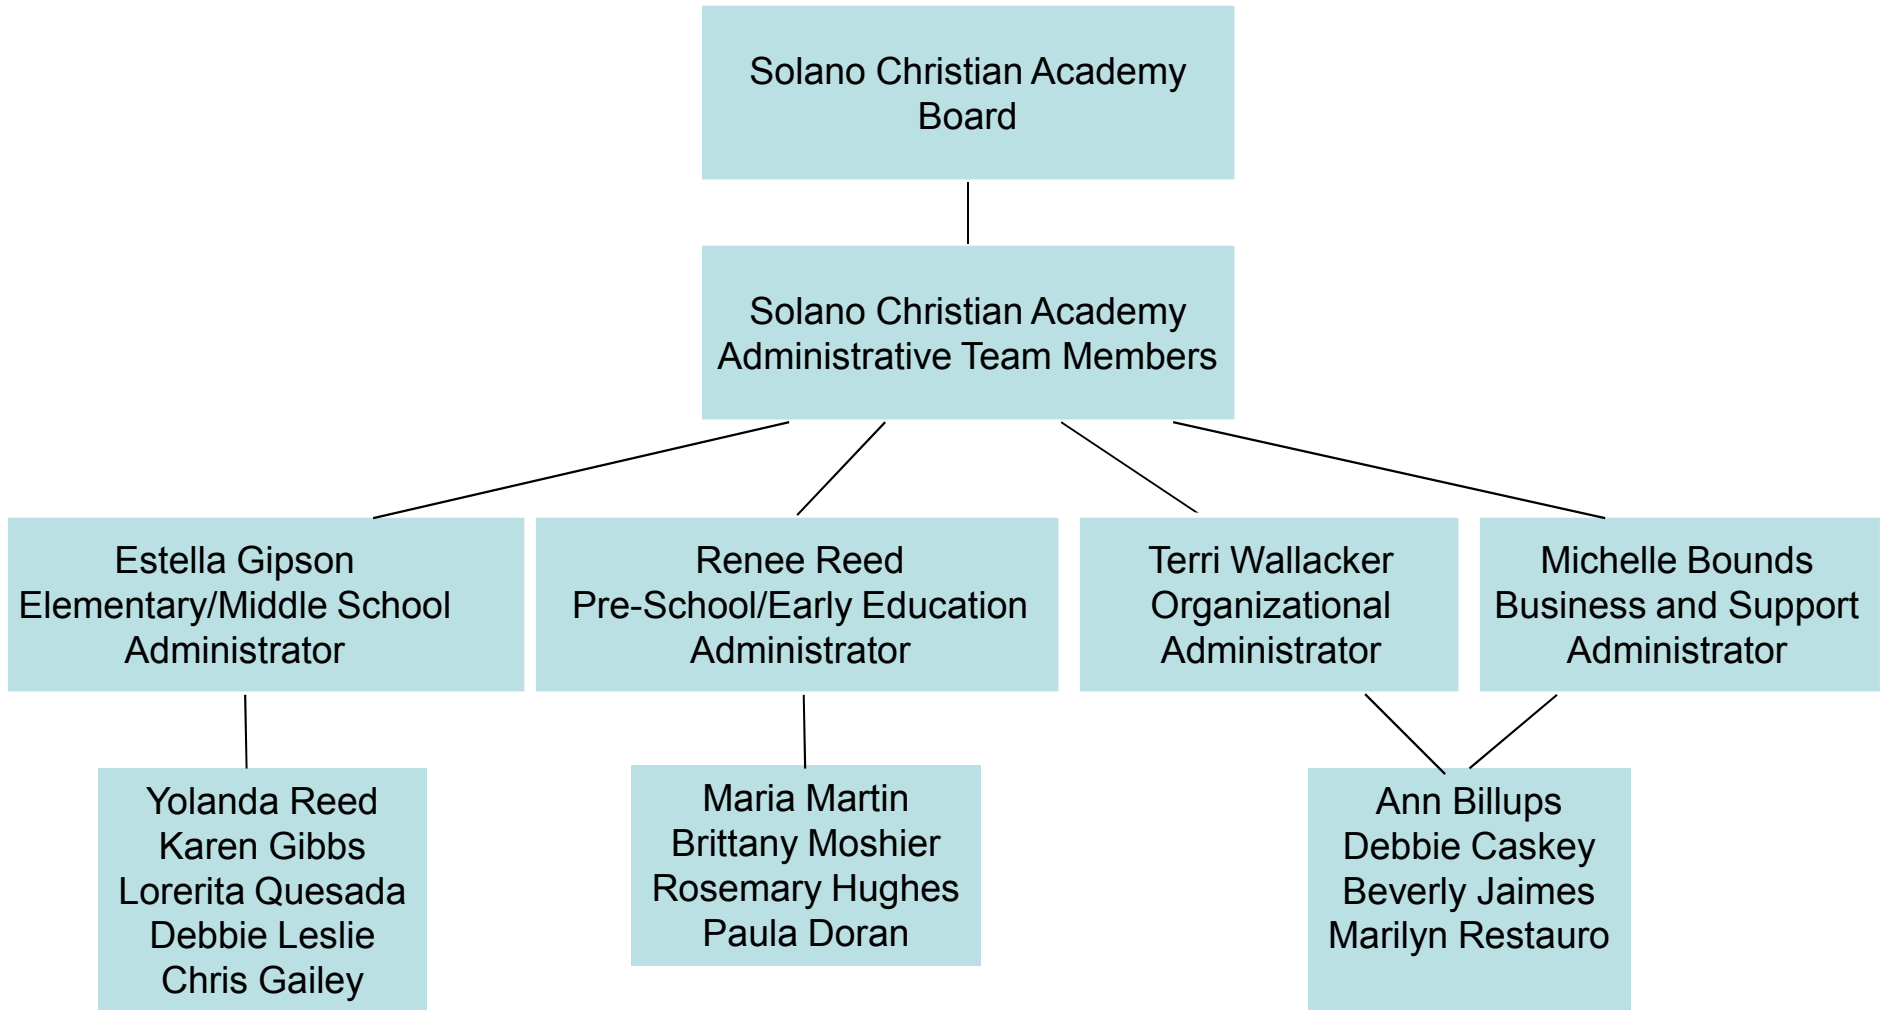 Solano Christian Academy
Board
Solano Christian Academy
Administrative Team Members
Estella Gipson
Elementary/Middle School
Administrator
Renee Reed
Pre-School/Early Education
Administrator
Terri Wallacker
Organizational
Administrator
Michelle Bounds
Business and Support
Administrator
Yolanda Reed
Karen Gibbs
Lorerita Quesada
Debbie Leslie
Chris Gailey
Maria Martin
Brittany Moshier
Rosemary Hughes
Paula Doran
Ann Billups
Debbie Caskey
Beverly Jaimes
Marilyn Restauro